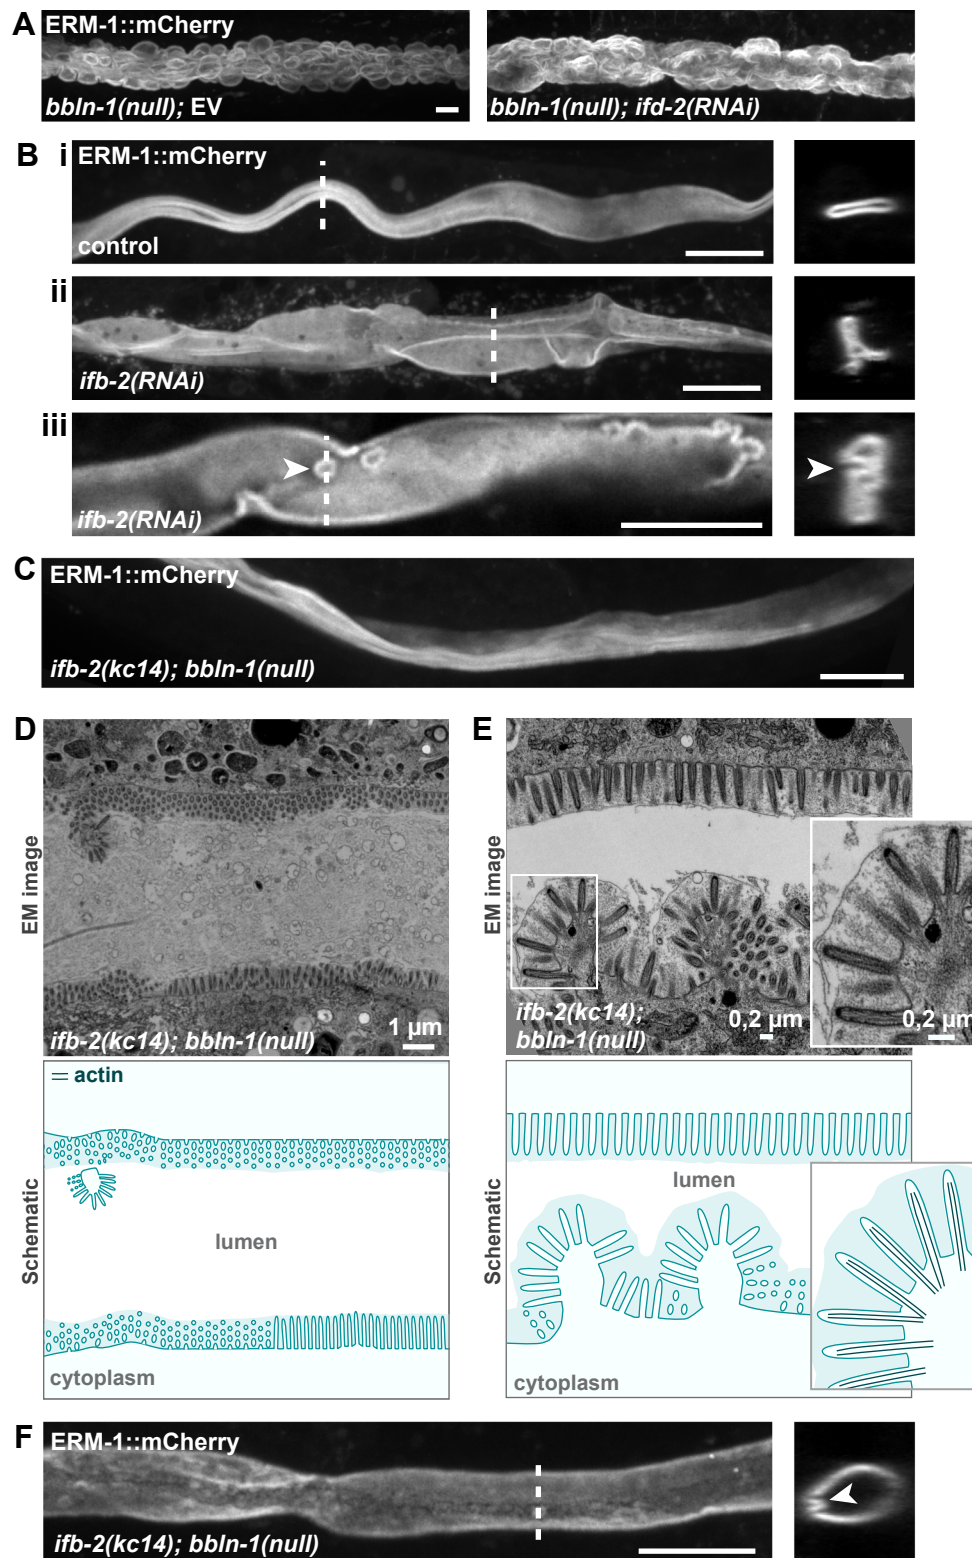 A
ERM-1::mCherry
bbln-1(null); EV
bbln-1(null); ifd-2(RNAi)
B
i
ERM-1::mCherry
control
ii
ifb-2(RNAi)
iii
ifb-2(RNAi)
C
ERM-1::mCherry
ifb-2(kc14); bbln-1(null)
D
EM image
ifb-2(kc14); bbln-1(null)
1 µm
E
EM image
ifb-2(kc14);
bbln-1(null)
0,2 µm
0,2 µm
Schematic
actin
lumen
cytoplasm
Schematic
lumen
cytoplasm
F
ERM-1::mCherry
ifb-2(kc14); bbln-1(null)